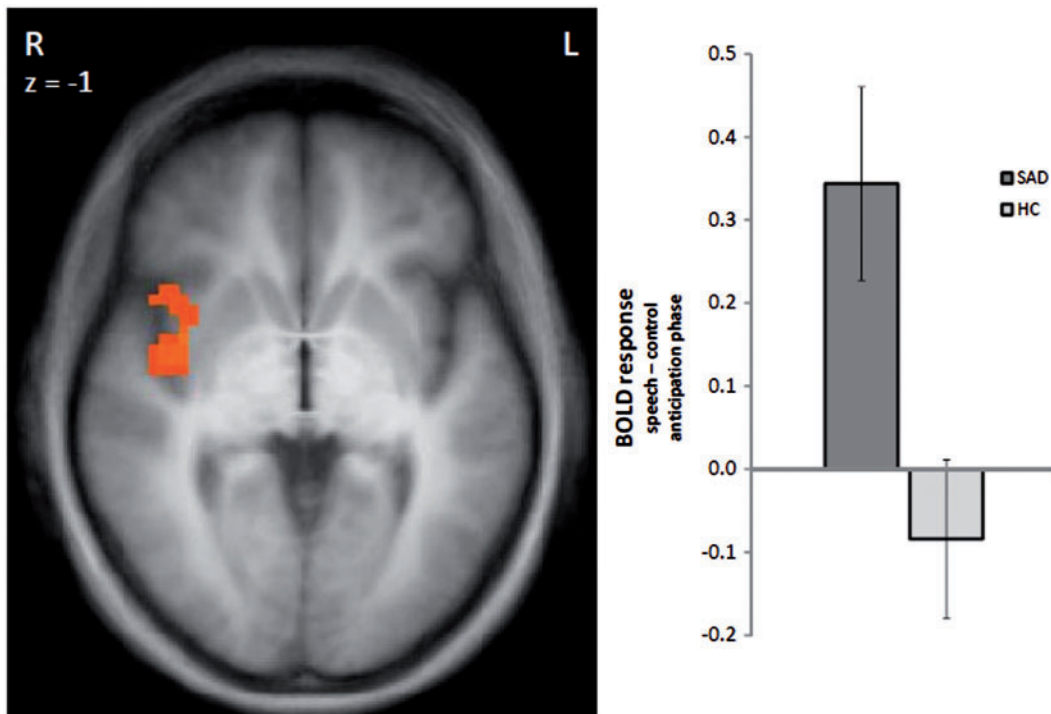 R
L
z = -1
0.5
0.4
0.3
0.2
0.1
0.0
-0.1
-0.2
BOLD response
speech – control
anticipation phase
SAD
HC